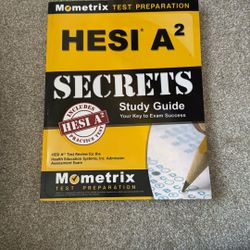 Mometrix TEST PREPARATION
HESI® A²
SECRETS
Study Guide
Your Key to Exam Success
INCLUDES
HESI A²
PRACTICE TEST
HESI A² Test Review for the
Health Education Systems, Inc. Admission
Assessment Exam
Mometrix
TEST PREPARATION